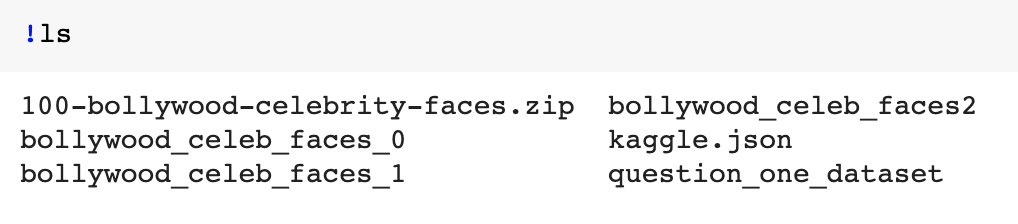 !ls
100-bollywood-celebrity-faces.zip  bollywood_celeb_faces2
bollywood_celeb_faces_0            kaggle.json
bollywood_celeb_faces_1            question_one_dataset